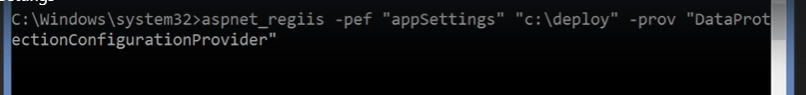 C:\Windows\system32>aspnet_regiis -pef "appSettings" "c:\deploy" -prov "DataProt
ectionConfigurationProvider"